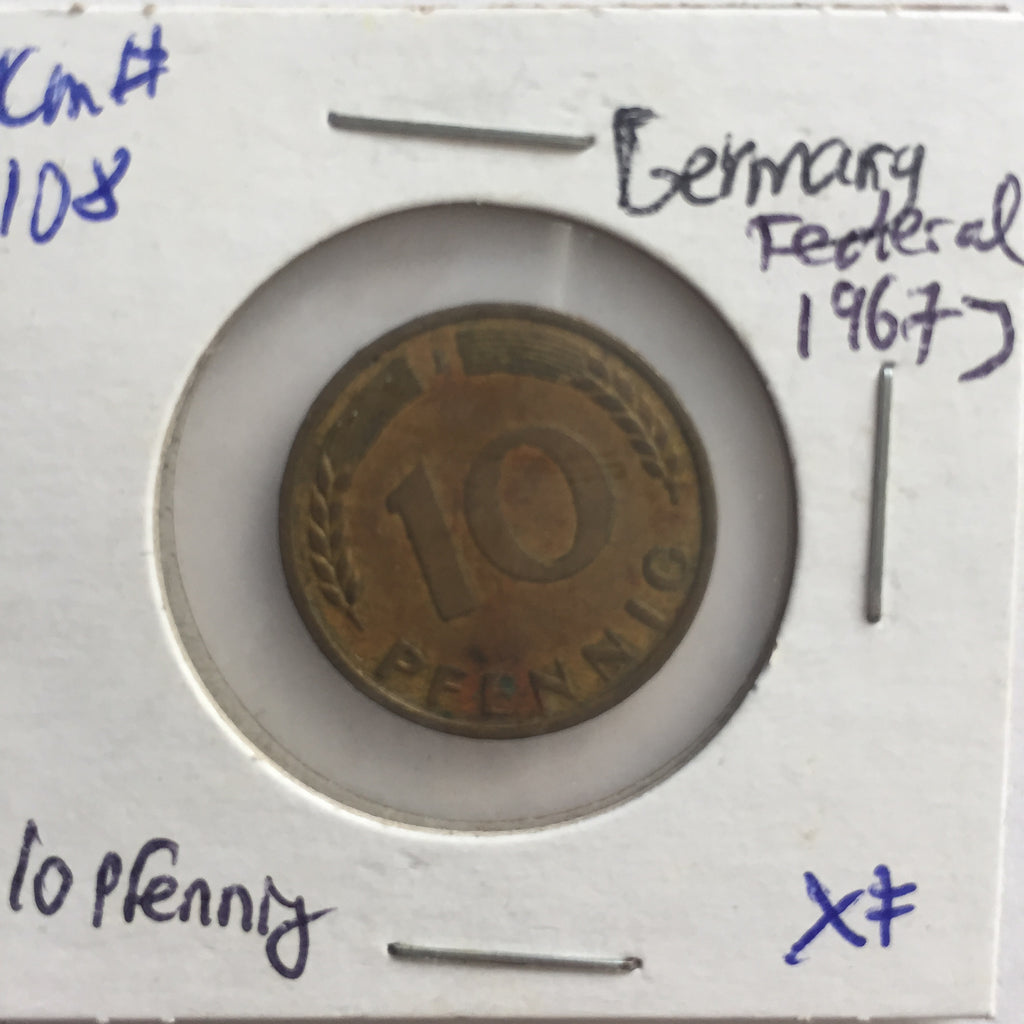 Km#
108
Germany
Federal
1967 J
10
PFENNIG
10 Pfennig
XF